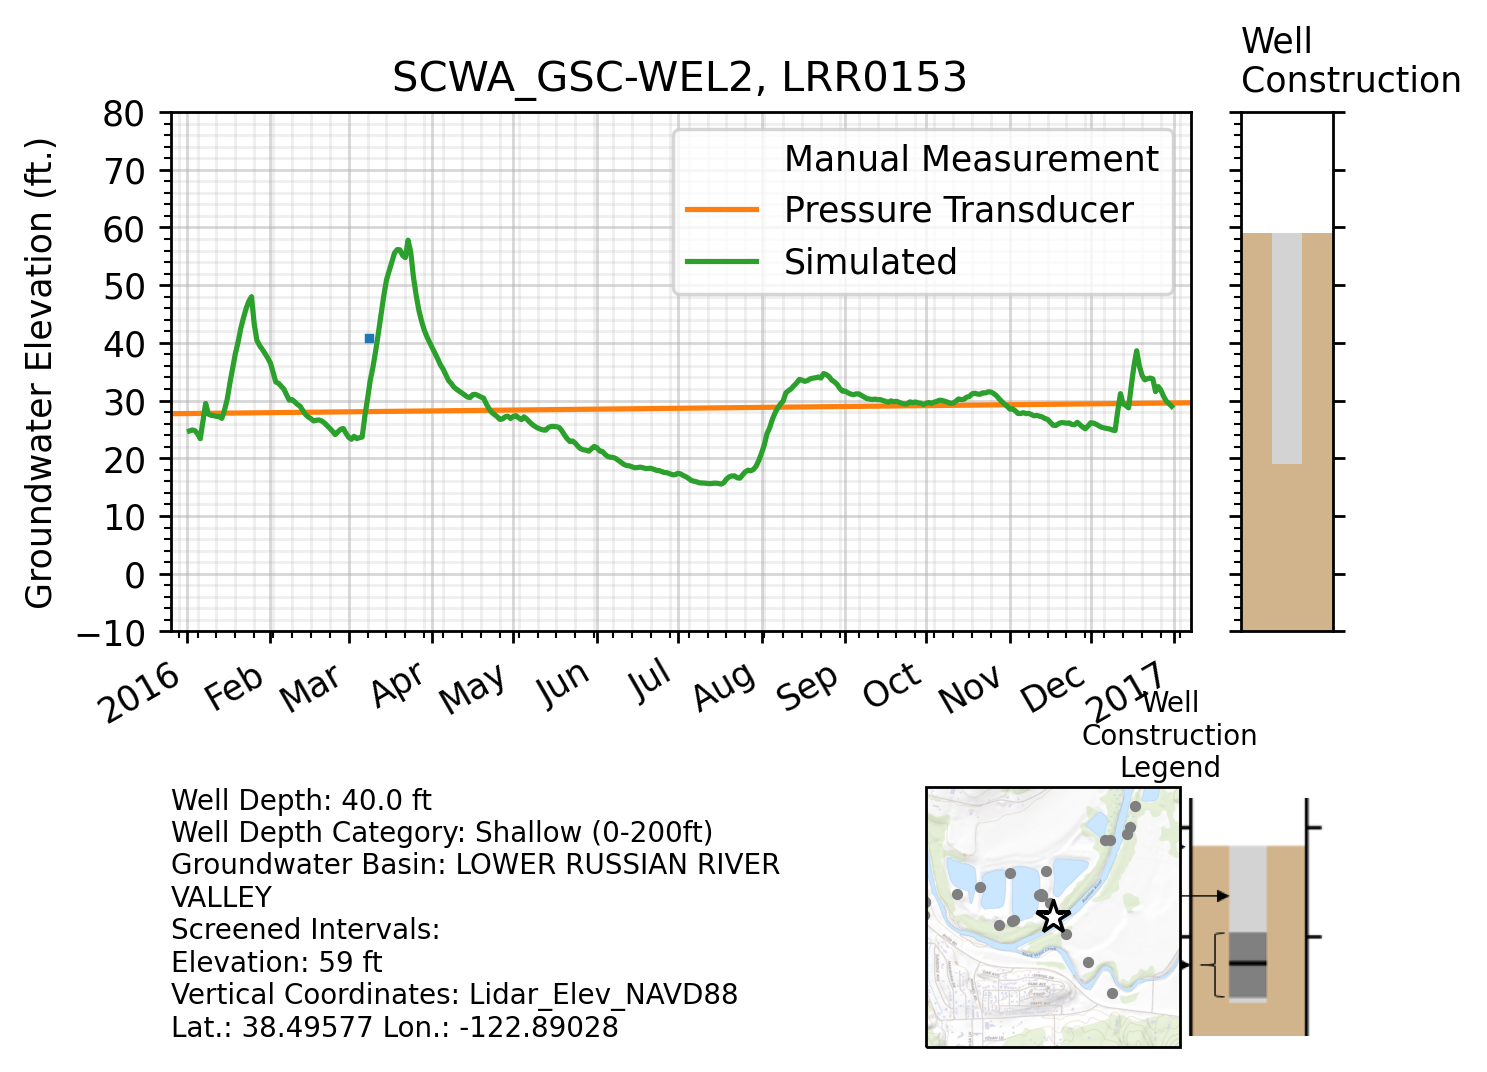 Well
Construction
SCWA_GSC-WEL2, LRR0153
Groundwater Elevation (ft.)
80
70
60
50
40
30
20
10
0
−10
Manual Measurement
Pressure Transducer
Simulated
2016
Feb
Mar
Apr
May
Jun
Jul
Aug
Sep
Oct
Nov
Dec
2017
Well
Construction
Legend
Well Depth: 40.0 ft
Well Depth Category: Shallow (0-200ft)
Groundwater Basin: LOWER RUSSIAN RIVER
VALLEY
Screened Intervals:
Elevation: 59 ft
Vertical Coordinates: Lidar_Elev_NAVD88
Lat.: 38.49577 Lon.: -122.89028